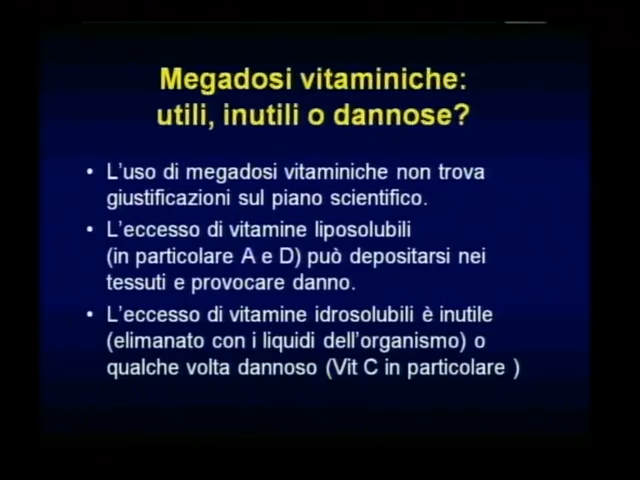 Megadosi vitaminiche:
utili, inutili o dannose?
• L'uso di megadosi vitaminiche non trova
giustificazioni sul piano scientifico.
• L'eccesso di vitamine liposolubili
(in particolare A e D) può depositarsi nei
tessuti e provocare danno.
• L'eccesso di vitamine idrosolubili è inutile
(elimanato con i liquidi dell'organismo) o
qualche volta dannoso (Vit C in particolare )